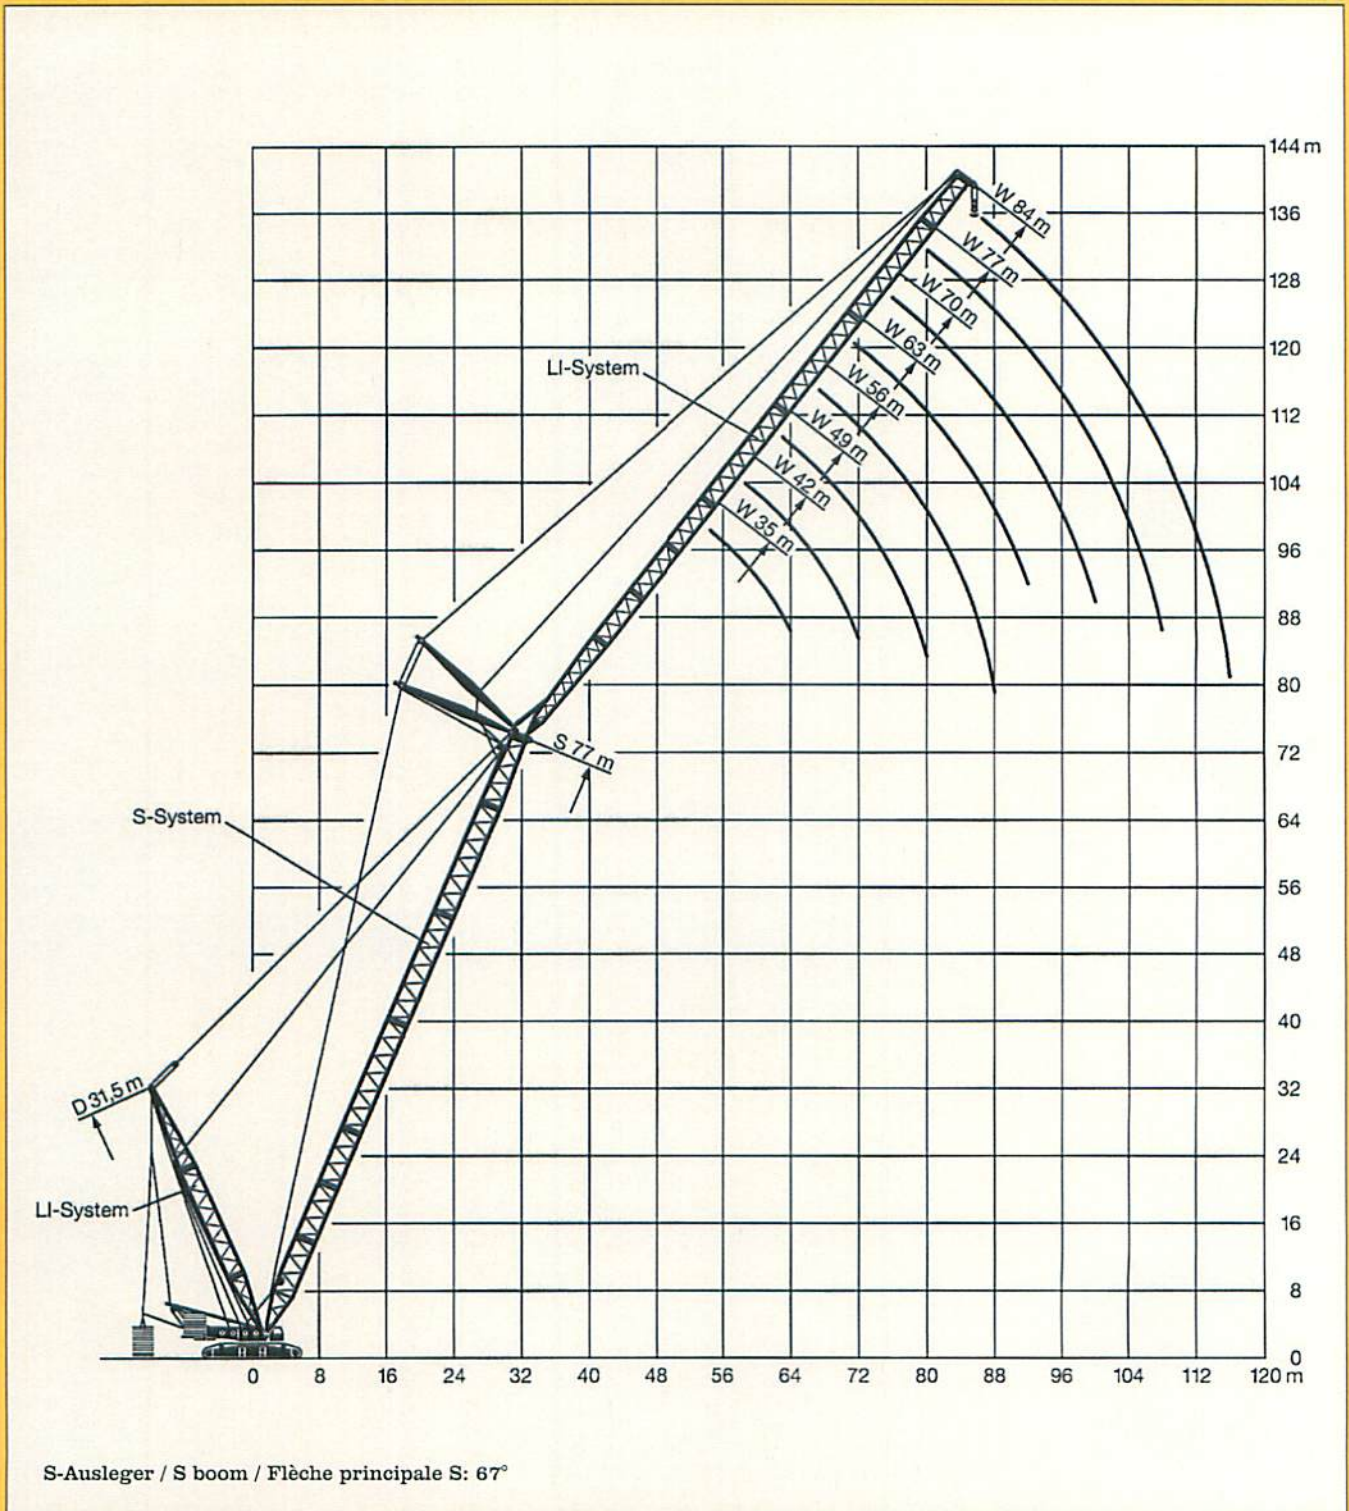 144 m
W 84 m
136
W 77 m
128
W 70 m
120
W 63 m
LI-System
W 56 m
112
W 49 m
104
W 42 m
W 35 m
96
88
80
S 77 m
72
S-System
64
56
48
40
D 31,5 m
32
24
LI-System
16
8
0
0 8 16 24 32 40 48 56 64 72 80 88 96 104 112 120 m
S-Ausleger / S boom / Flèche principale S: 67°